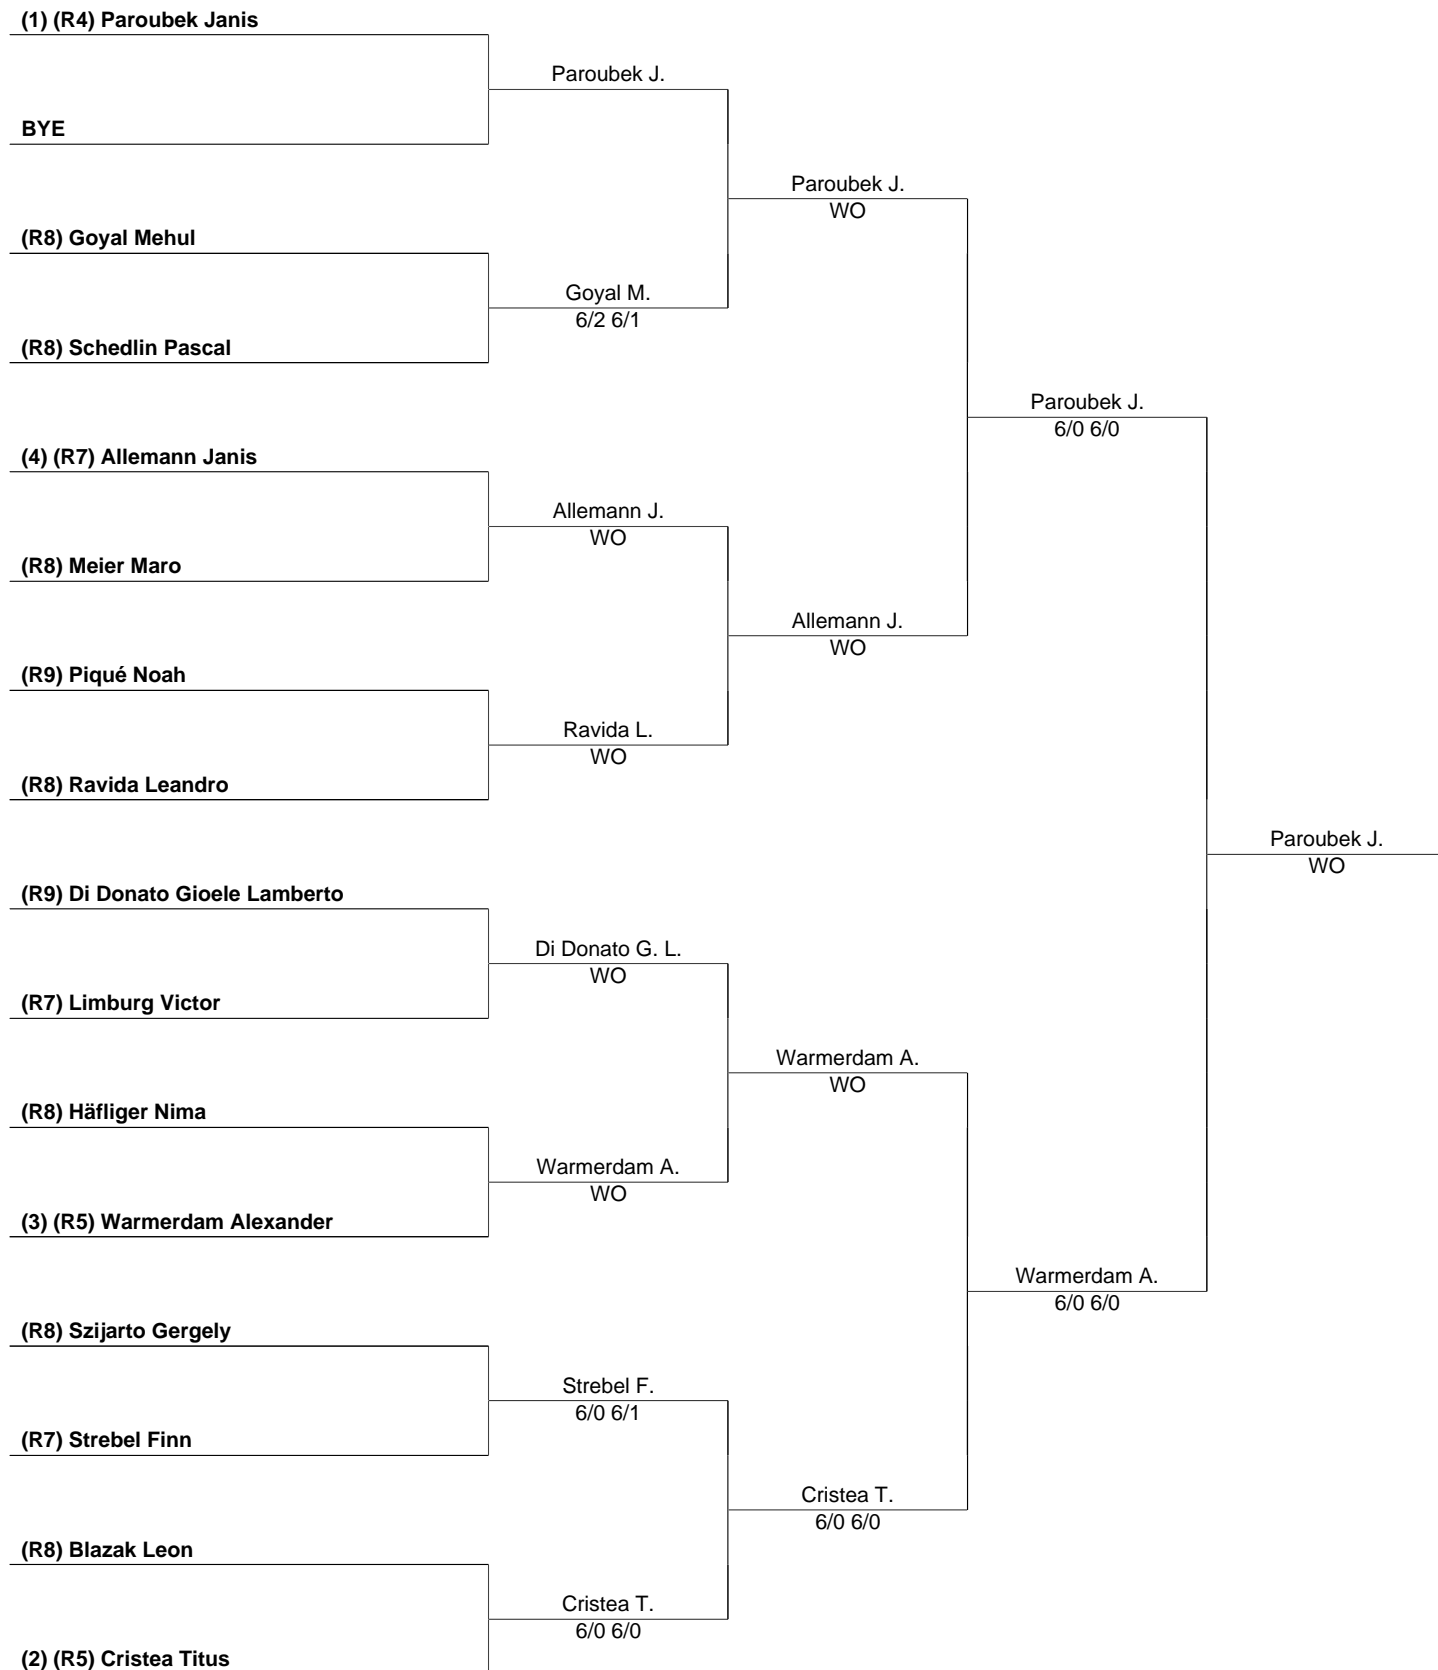 (1) (R4) Paroubek Janis
Paroubek J.
BYE
Paroubek J.
WO
(R8) Goyal Mehul
Goyal M.
6/2 6/1
(R8) Schedlin Pascal
Paroubek J.
6/0 6/0
(4) (R7) Allemann Janis
Allemann J.
WO
(R8) Meier Maro
Allemann J.
WO
(R9) Piqué Noah
Ravida L.
WO
(R8) Ravida Leandro
Paroubek J.
WO
(R9) Di Donato Gioele Lamberto
Di Donato G. L.
WO
(R7) Limburg Victor
Warmerdam A.
WO
(R8) Häfliger Nima
Warmerdam A.
WO
(3) (R5) Warmerdam Alexander
Warmerdam A.
6/0 6/0
(R8) Szijarto Gergely
Strebel F.
6/0 6/1
(R7) Strebel Finn
Cristea T.
6/0 6/0
(R8) Blazak Leon
Cristea T.
6/0 6/0
(2) (R5) Cristea Titus